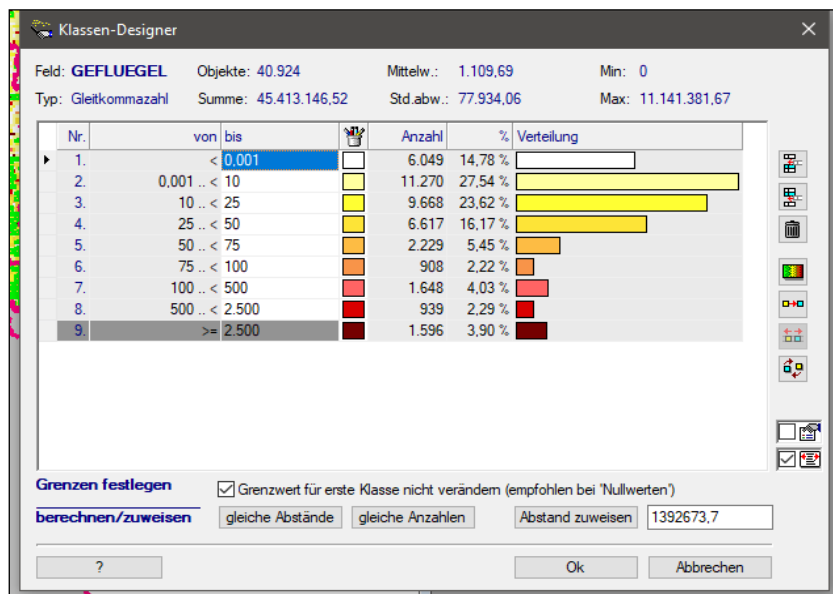 Klassen-Designer
Feld: GEFLUEGEL Objekte: 40.924 Mittelw.: 1.109,69 Min: 0
Typ: Gleitkommazahl Summe: 45.413.146,52 Std.abw.: 77.934,06 Max: 11.141.381,67
Nr. von bis Anzahl % Verteilung
1. < 0,001 6.049 14,78 %
2. 0,001 .. < 10 11.270 27,54 %
3. 10 .. < 25 9.668 23,62 %
4. 25 .. < 50 6.617 16,17 %
5. 50 .. < 75 2.229 5,45 %
6. 75 .. < 100 908 2,22 %
7. 100 .. < 500 1.648 4,03 %
8. 500 .. < 2.500 939 2,29 %
9. >= 2.500 1.596 3,90 %
Grenzen festlegen Grenzwert für erste Klasse nicht verändern (empfohlen bei 'Nullwerten')
berechnen/zuweisen gleiche Abstände gleiche Anzahlen Abstand zuweisen 1392673,7
? Ok Abbrechen